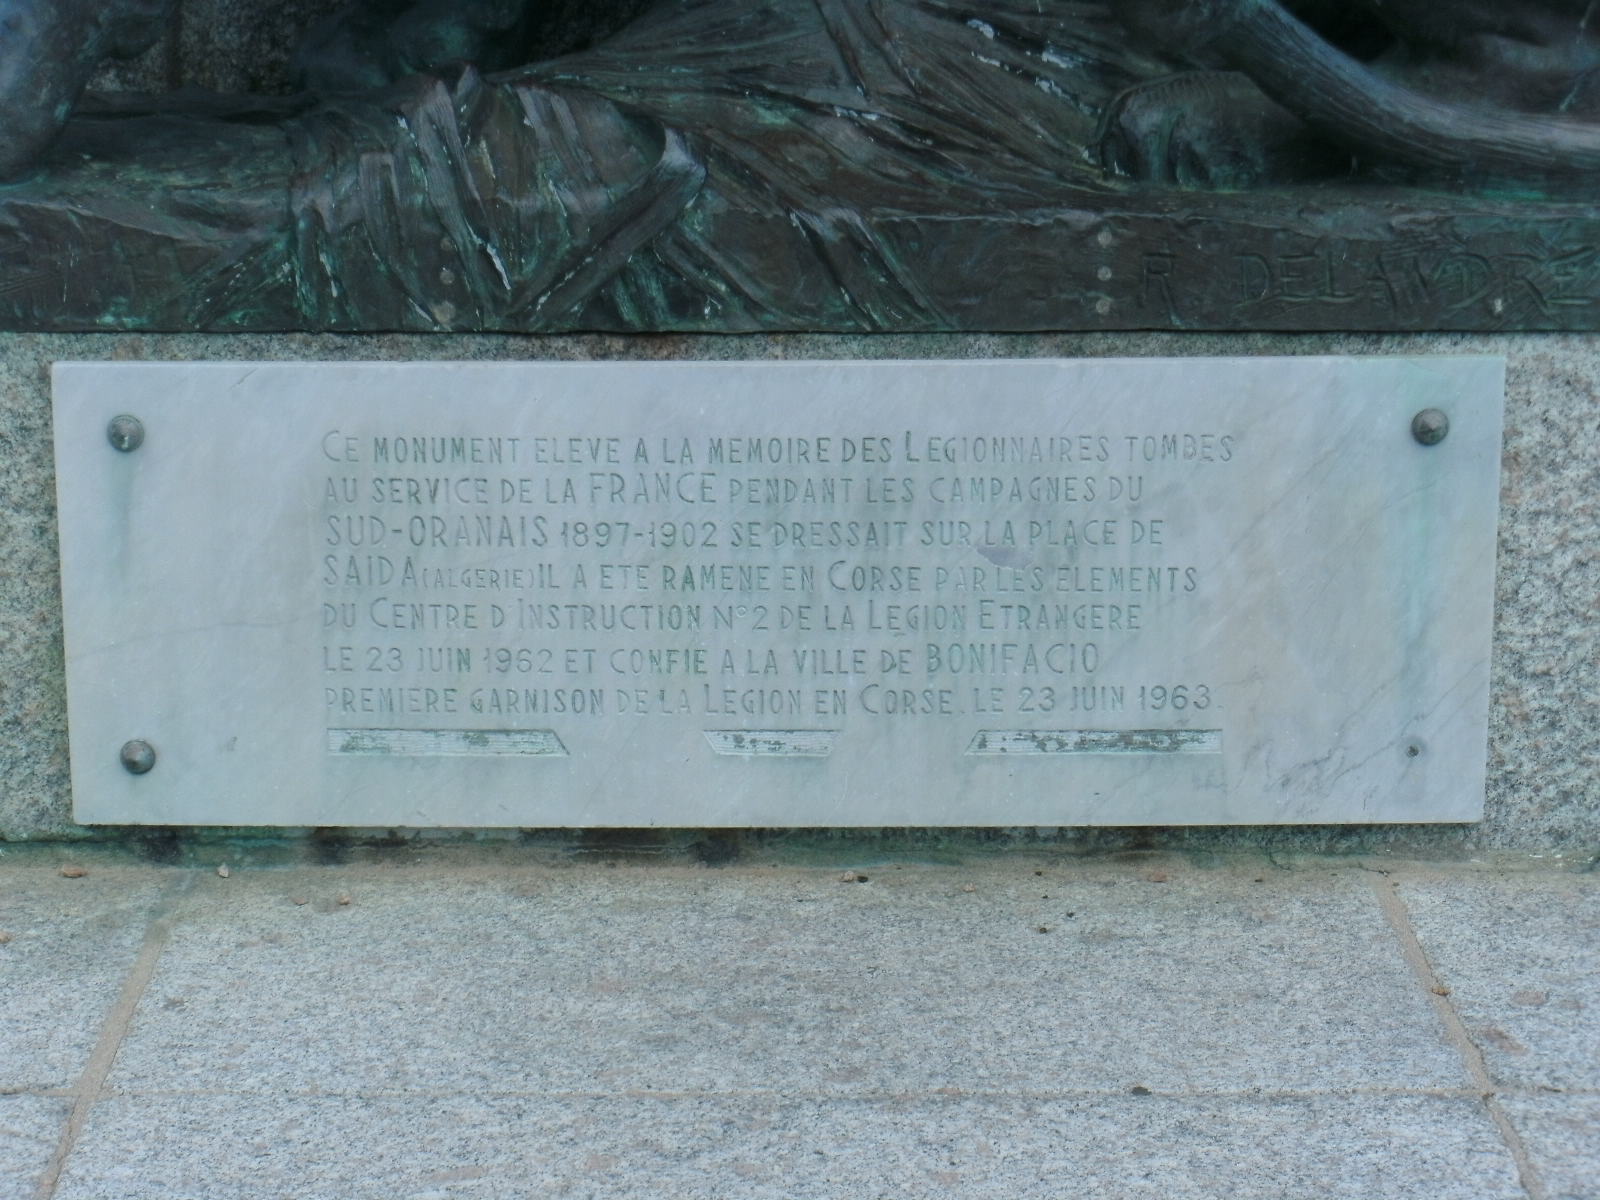 R. DELANDRE
CE MONUMENT ELEVE A LA MEMOIRE DES LEGIONNAIRES TOMBES
AU SERVICE DE LA FRANCE PENDANT LES CAMPAGNES DU
SUD-ORANAIS 1897-1902 SE DRESSAIT SUR LA PLACE DE
SAIDA (ALGERIE) IL A ETE RAMENE EN CORSE PAR LES ELEMENTS
DU CENTRE D'INSTRUCTION N°2 DE LA LEGION ETRANGERE
LE 23 JUIN 1962 ET CONFIE A LA VILLE DE BONIFACIO
PREMIERE GARNISON DE LA LEGION EN CORSE. LE 23 JUIN 1963.